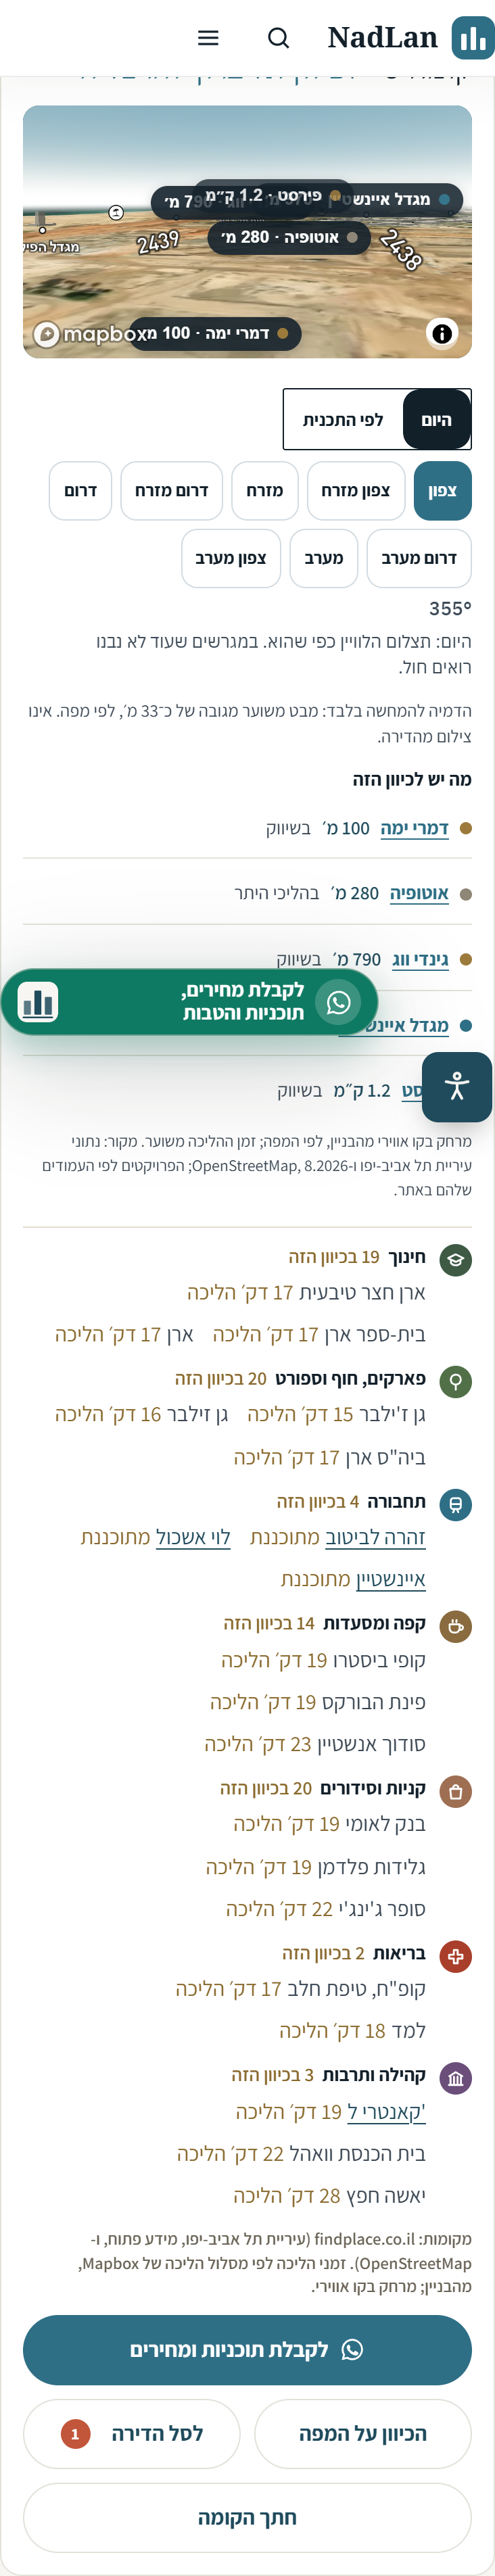 NadLan
מגדל איינשטיין
פירסט · 1.2 ק״מ
אוטופיה · 280 מ׳
2439
2438
דמרי ימה · 100 מ
mapbox
היום
לפי התכנית
צפון
צפון מזרח
מזרח
דרום מזרח
דרום
דרום מערב
מערב
צפון מערב
355°
היום: תצלום הלוויין כפי שהוא. במגרשים שעוד לא נבנו
רואים חול.
הדמיה להמחשה בלבד: מבט משוער מגובה של כ־33 מ׳, לפי מפה. אינו
צילום מהדירה.
מה יש לכיוון הזה
דמרי ימה 100 מ׳ בשיווק
אוטופיה 280 מ׳ בהליכי היתר
גינדי ווג 790 מ׳ בשיווק
לקבלת מחירים,
תוכניות והטבות
מגדל
1.2 ק״מ בשיווק
מרחק בקו אווירי מהבניין, לפי המפה; זמן ההליכה משוער. מקור: נתוני
עיריית תל אביב-יפו ו-OpenStreetMap, 8.2026; הפרויקטים לפי העמודים
שלהם באתר.
חינוך 19 בכיוון הזה
ארן חצר טיבעית 17 דק׳ הליכה
בית-ספר ארן 17 דק׳ הליכה ארן 17 דק׳ הליכה
פארקים, חוף וספורט 20 בכיוון הזה
גן ז'ילבר 15 דק׳ הליכה גן זילבר 16 דק׳ הליכה
ביה"ס ארן 17 דק׳ הליכה
תחבורה 4 בכיוון הזה
זהרה לביטוב מתוכננת לוי אשכול מתוכננת
איינשטיין מתוכננת
קפה ומסעדות 14 בכיוון הזה
קופי ביסטרו 19 דק׳ הליכה
פינת הבורקס 19 דק׳ הליכה
סודוך אנשטיין 23 דק׳ הליכה
קניות וסידורים 20 בכיוון הזה
בנק לאומי 19 דק׳ הליכה
גלידות פלדמן 19 דק׳ הליכה
סופר ג'ינג'י 22 דק׳ הליכה
בריאות 2 בכיוון הזה
קופ"ח, טיפת חלב 17 דק׳ הליכה
למד 18 דק׳ הליכה
קהילה ותרבות 3 בכיוון הזה
קאנטרי ל' 19 דק׳ הליכה
בית הכנסת וואהל 22 דק׳ הליכה
יאשה חפץ 28 דק׳ הליכה
מקומות: findplace.co.il (עיריית תל אביב-יפו, מידע פתוח, ו-
OpenStreetMap). זמני הליכה לפי מסלול הליכה של Mapbox,
מהבניין; מרחק בקו אווירי.
לקבלת תוכניות ומחירים
הכיוון על המפה
לסל הדירה 1
חתך הקומה